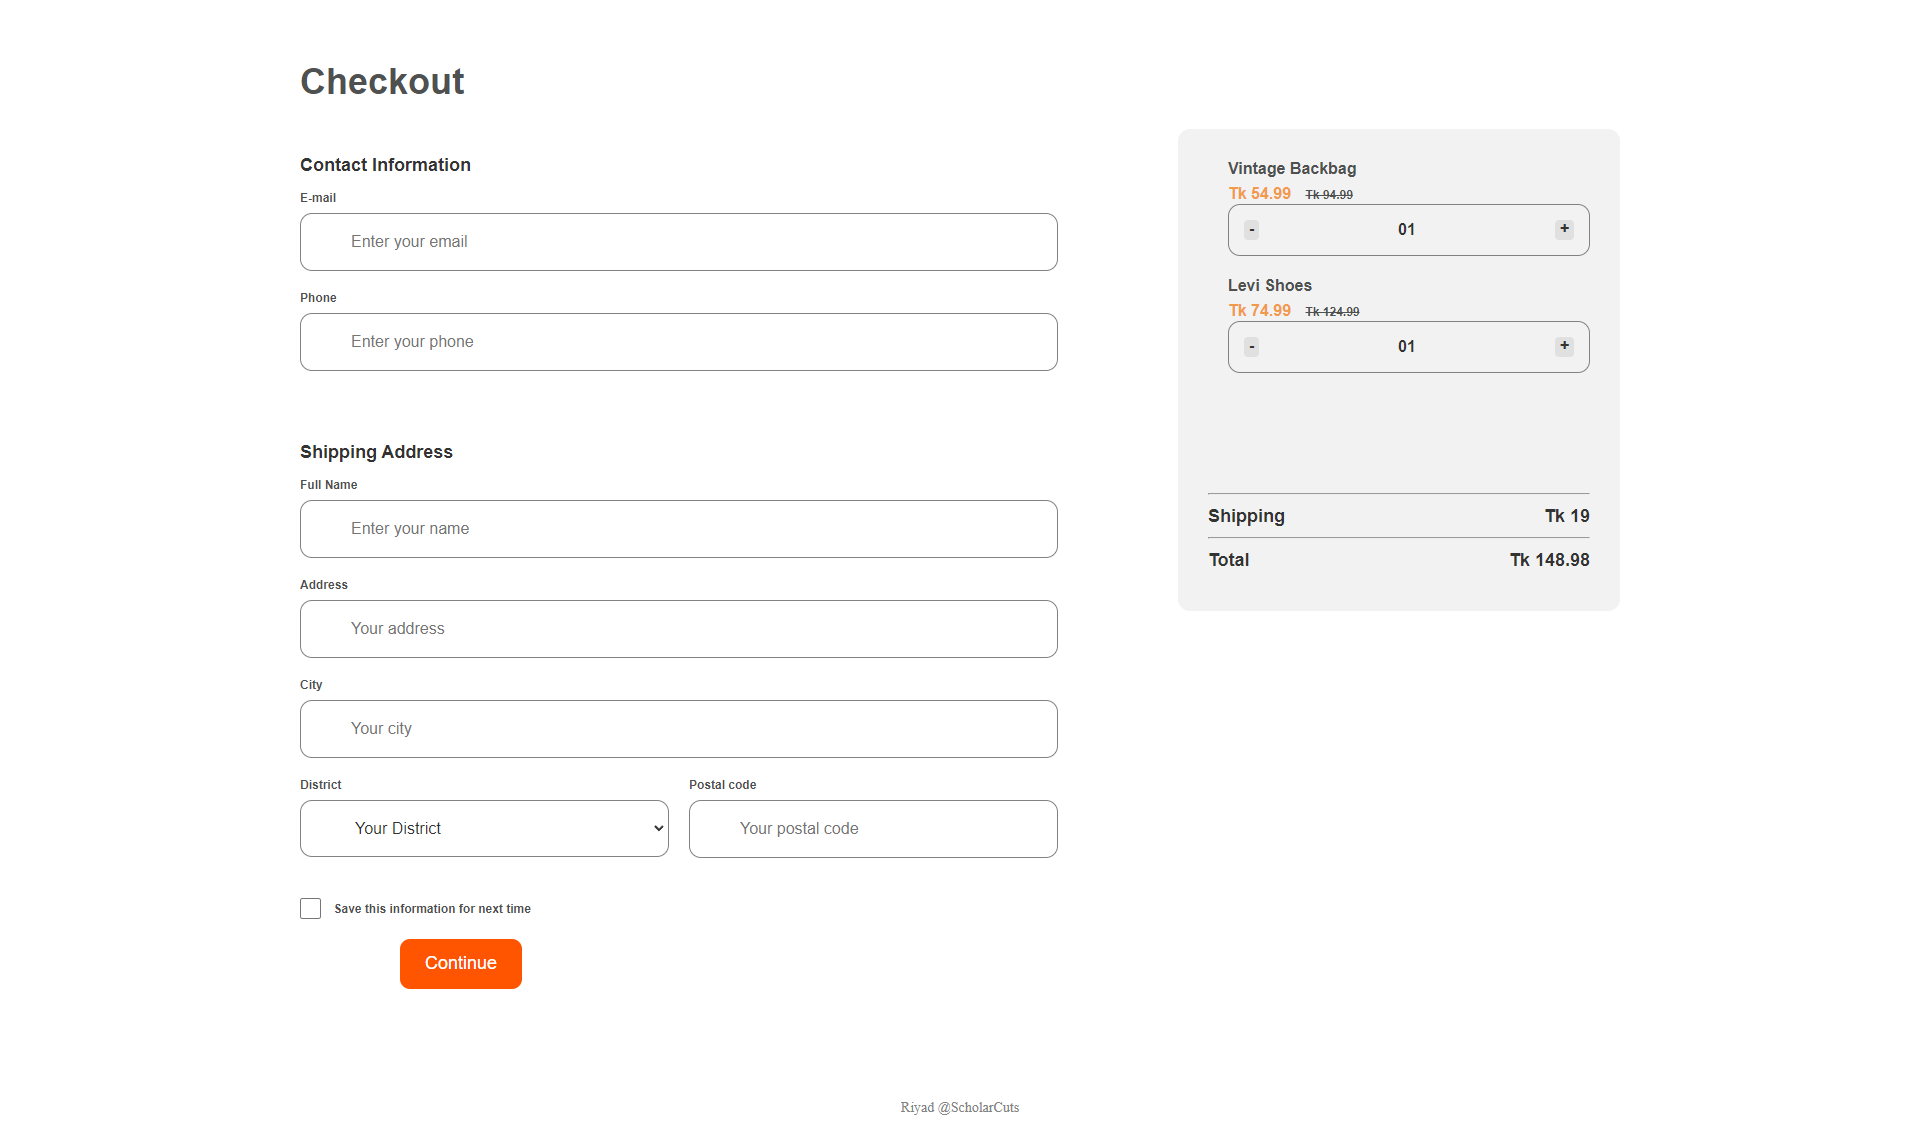 Checkout
Contact Information
E-mail
Enter your email
Phone
Enter your phone
Shipping Address
Full Name
Enter your name
Address
Your address
City
Your city
District
Postal code
Your District
Your postal code
Save this information for next time
Continue
Vintage Backbag
Tk 54.99 Tk 94.99
- 01 +
Levi Shoes
Tk 74.99 Tk 124.99
- 01 +
Shipping Tk 19
Total Tk 148.98
Riyad @ScholarCuts